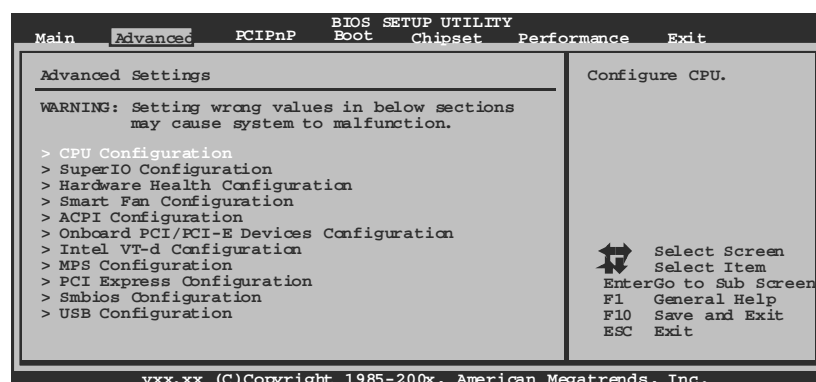 BIOS SETUP UTILITY
Main Advanced PCIPnP Boot Chipset Performance Exit
Advanced Settings
WARNING: Setting wrong values in below sections
may cause system to malfunction.
> CPU Configuration
> SuperIO Configuration
> Hardware Health Configuration
> Smart Fan Configuration
> ACPI Configuration
> Onboard PCI/PCI-E Devices Configuration
> Intel VT-d Configuration
> MPS Configuration
> PCI Express Configuration
> Smbios Configuration
> USB Configuration
Configure CPU.
Select Screen
Select Item
EnterGo to Sub Screen
F1 General Help
F10 Save and Exit
ESC Exit
vxx.xx (C)Copyright 1985-200x, American Megatrends, Inc.